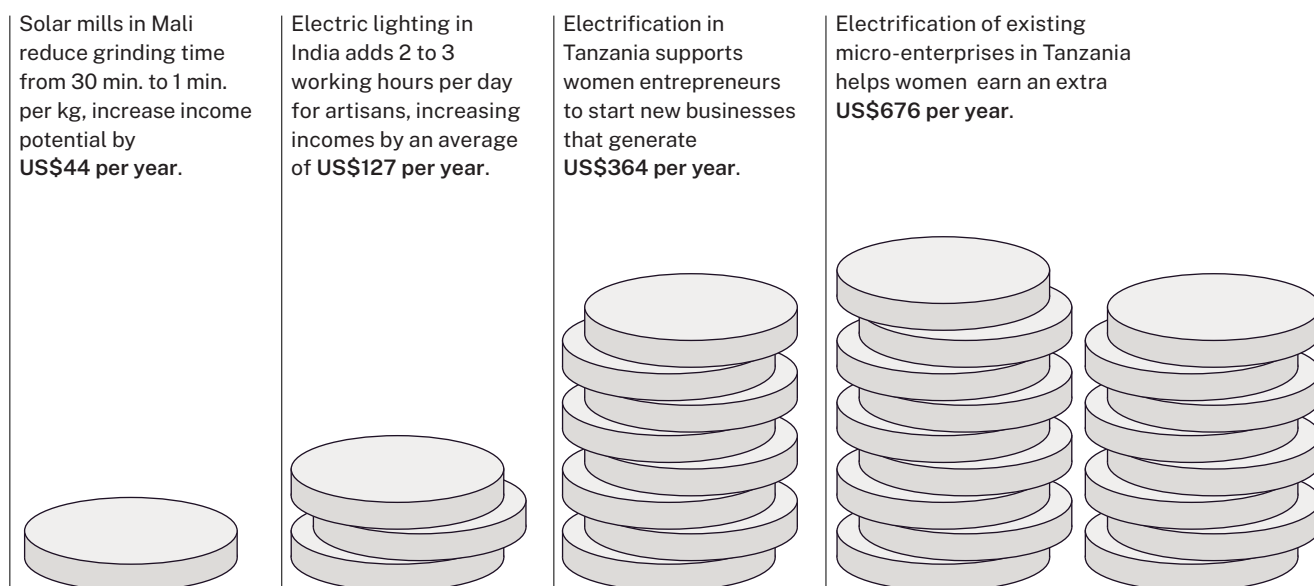 Solar mills in Mali
reduce grinding time
from 30 min. to 1 min.
per kg, increase income
potential by
US$44 per year.
Electric lighting in
India adds 2 to 3
working hours per day
for artisans, increasing
incomes by an average
of US$127 per year.
Electrification in
Tanzania supports
women entrepreneurs
to start new businesses
that generate
US$364 per year.
Electrification of existing
micro-enterprises in Tanzania
helps women earn an extra
US$676 per year.